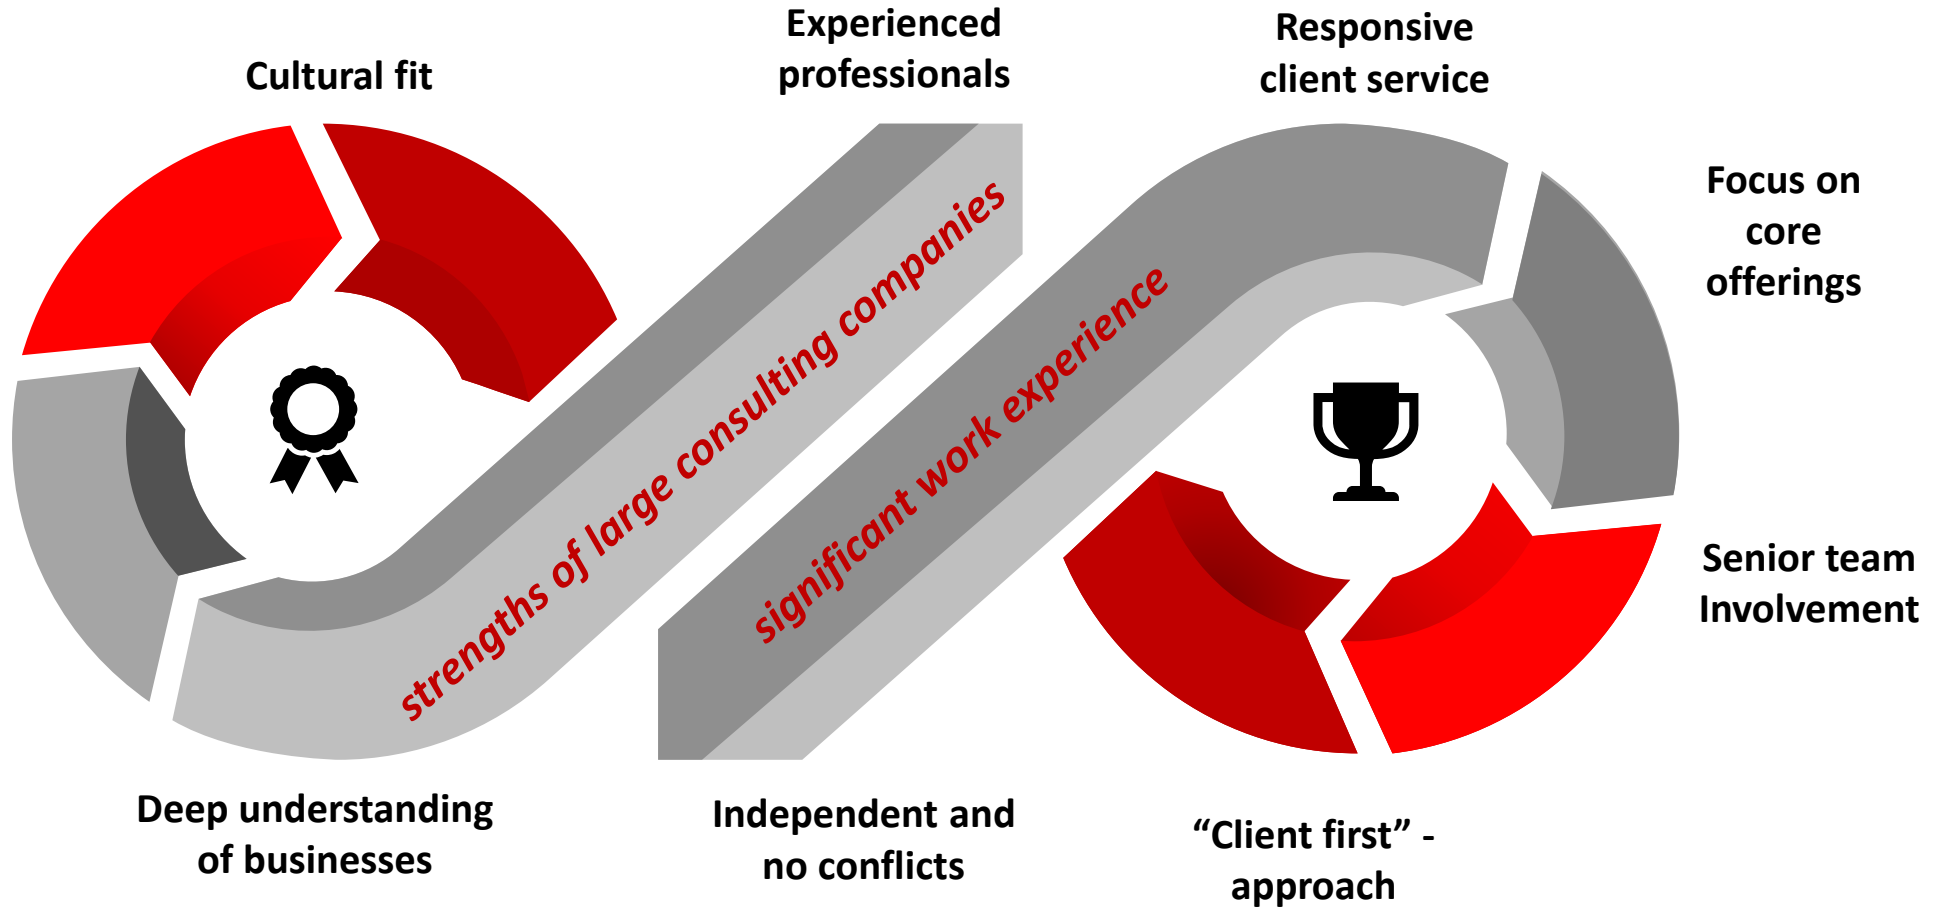 Cultural fit
Experienced
professionals
Responsive
client service
Focus on
core
offerings
strengths of large consulting companies
significant work experience
Senior team
Involvement
Deep understanding
of businesses
Independent and
no conflicts
“Client first” -
approach